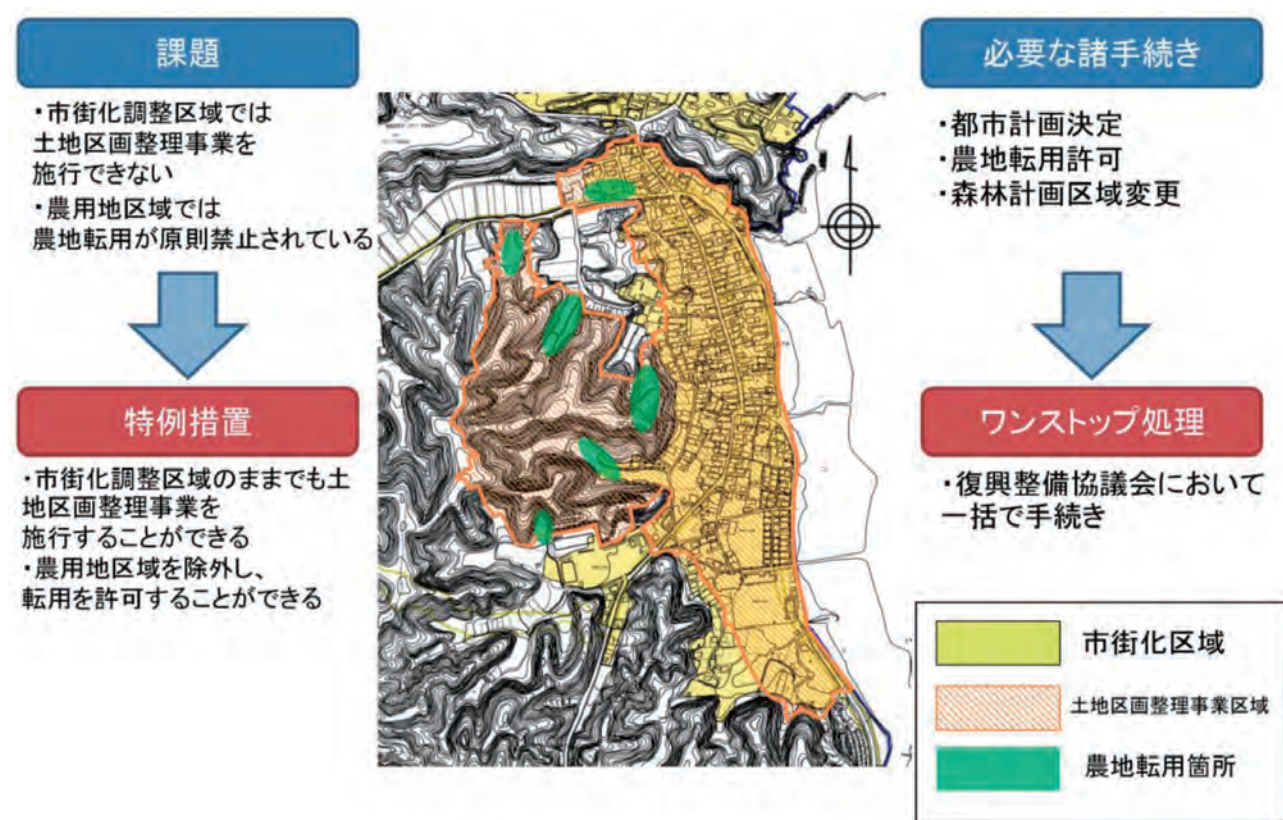 課題
・市街化調整区域では
土地区画整理事業を
施行できない
・農用地区域では
農地転用が原則禁止されている
特例措置
・市街化調整区域のままでも土
地区画整理事業を
施行することができる
・農用地区域を除外し、
転用を許可することができる
必要な諸手続き
・都市計画決定
・農地転用許可
・森林計画区域変更
ワンストップ処理
・復興整備協議会において
一括で手続き
市街化区域
土地区画整理事業区域
農地転用箇所